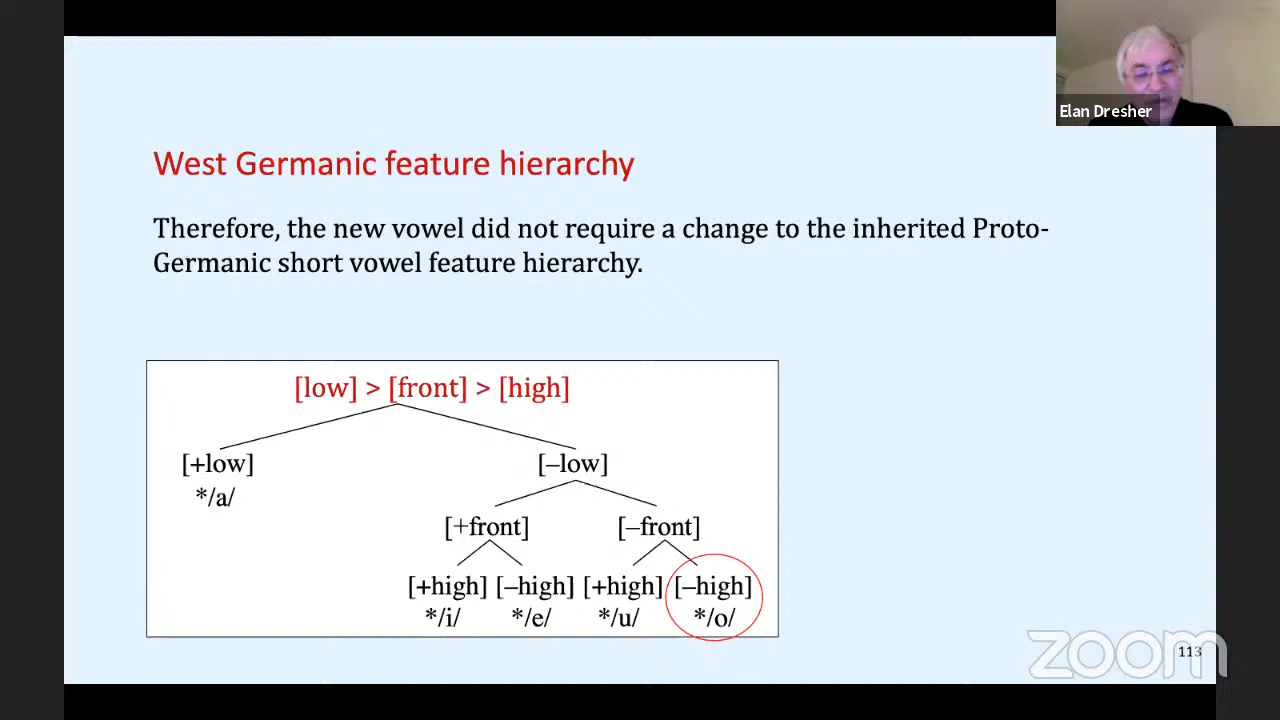 Elan Dresher
West Germanic feature hierarchy
Therefore, the new vowel did not require a change to the inherited Proto-
Germanic short vowel feature hierarchy.
[low] > [front] > [high]
[+low] [–low]
*/a/
[+front] [–front]
[+high] [–high] [+high] [–high]
*/i/ */e/ */u/ */o/
zoom
113